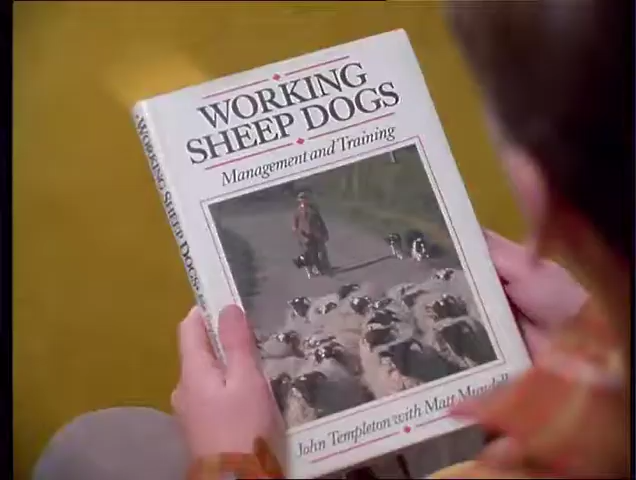 WORKING
SHEEP DOGS
Management and Training
John Templeton with Matt Mundell
WORKING SHEEP DOGS